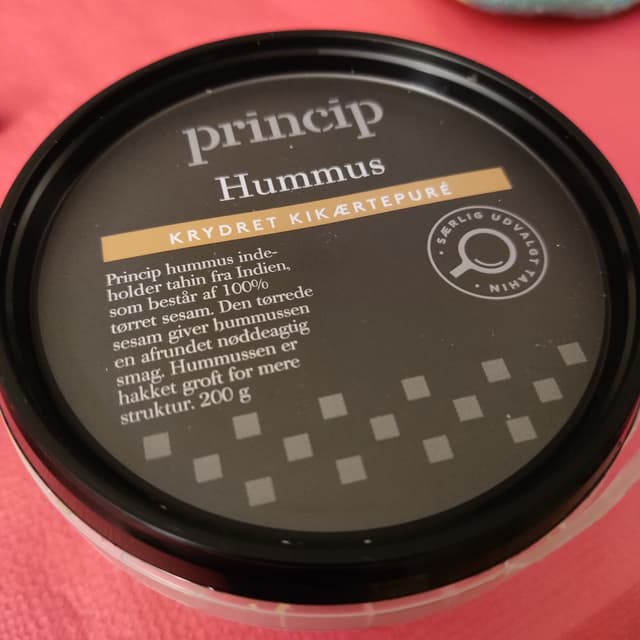 princip
Hummus
KRYDRET KIKÆRTEPURÉ
SÆRLIG UDVALGT TAHIN
Princip hummus inde-
holder tahin fra Indien,
som består af 100%
tørret sesam. Den tørrede
sesam giver hummussen
en afrundet nøddeagtig
smag. Hummussen er
hakket groft for mere
struktur. 200 g